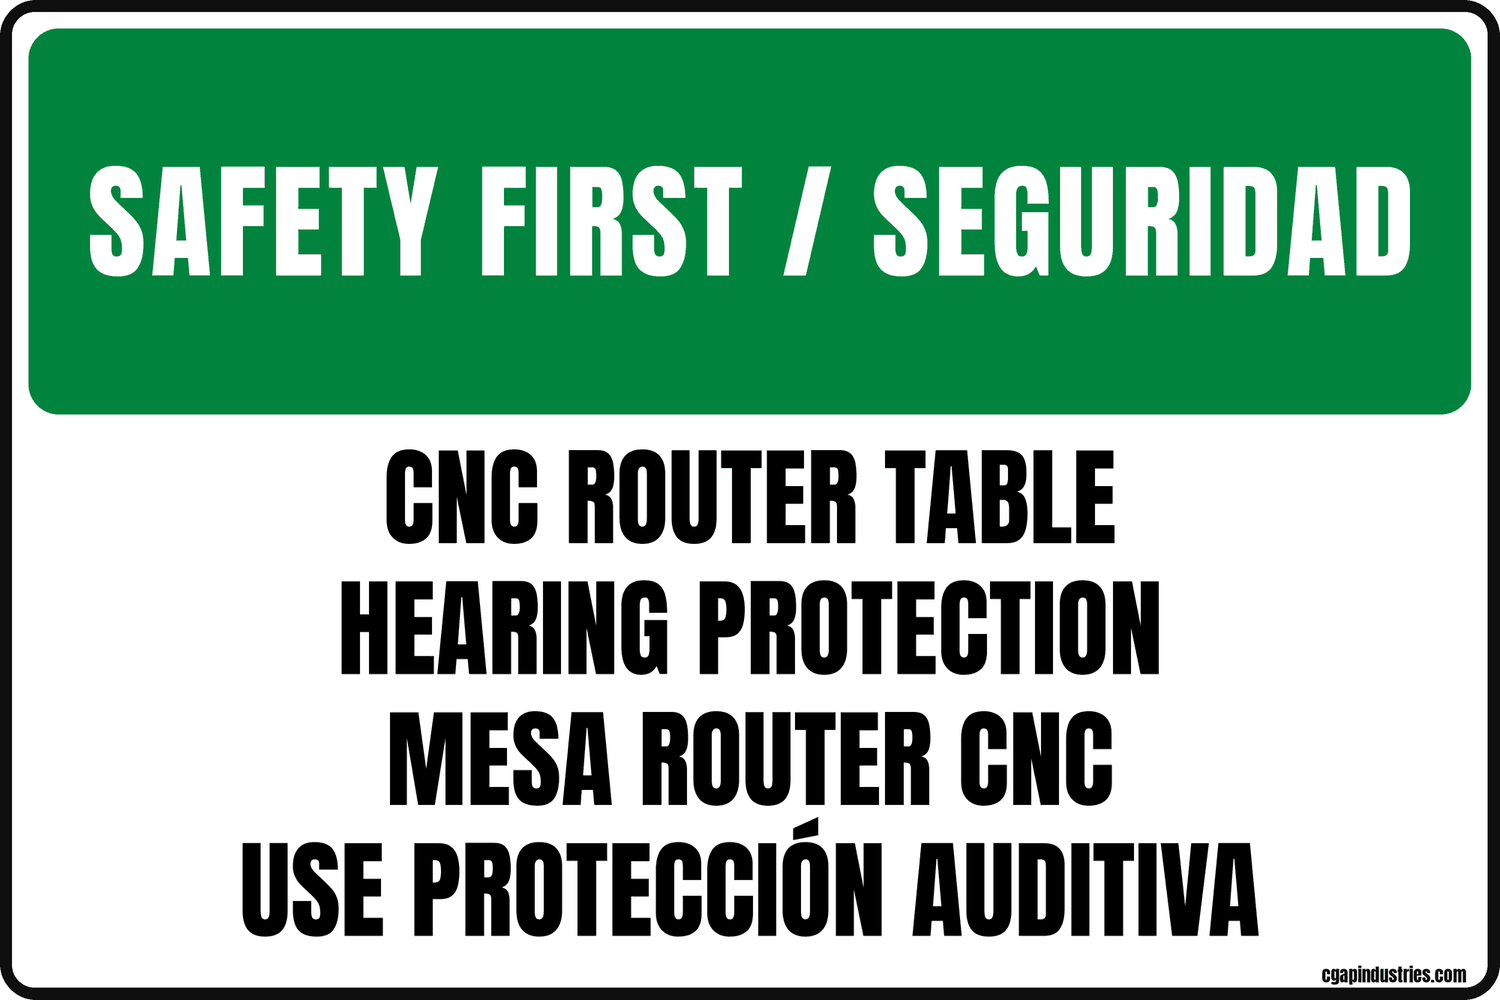 SAFETY FIRST / SEGURIDAD
CNC ROUTER TABLE
HEARING PROTECTION
MESA ROUTER CNC
USE PROTECCIÓN AUDITIVA
cgapindustries.com